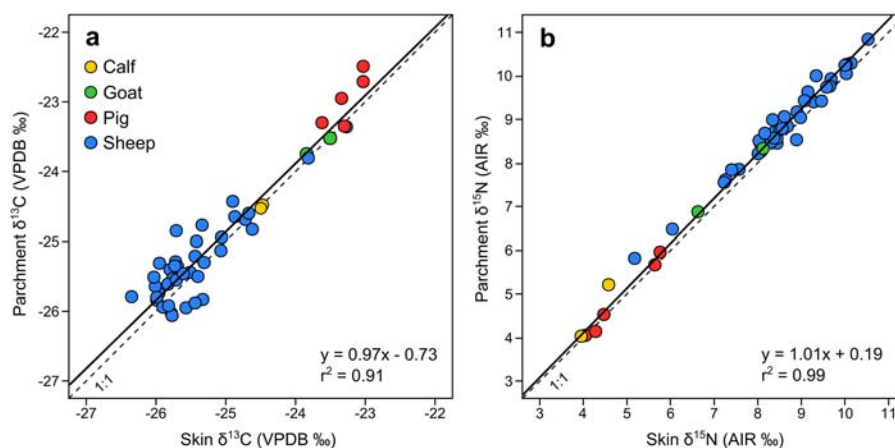 a
Calf
Goat
Pig
Sheep
Parchment δ¹³C (VPDB ‰)
-22
-23
-24
-25
-26
-27
y = 0.97x - 0.73
r² = 0.91
1:1
-27 -26 -25 -24 -23 -22
Skin δ¹³C (VPDB ‰)
b
Parchment δ¹⁵N (AIR ‰)
11
10
9
8
7
6
5
4
3
y = 1.01x + 0.19
r² = 0.99
1:1
3 4 5 6 7 8 9 10 11
Skin δ¹⁵N (AIR ‰)